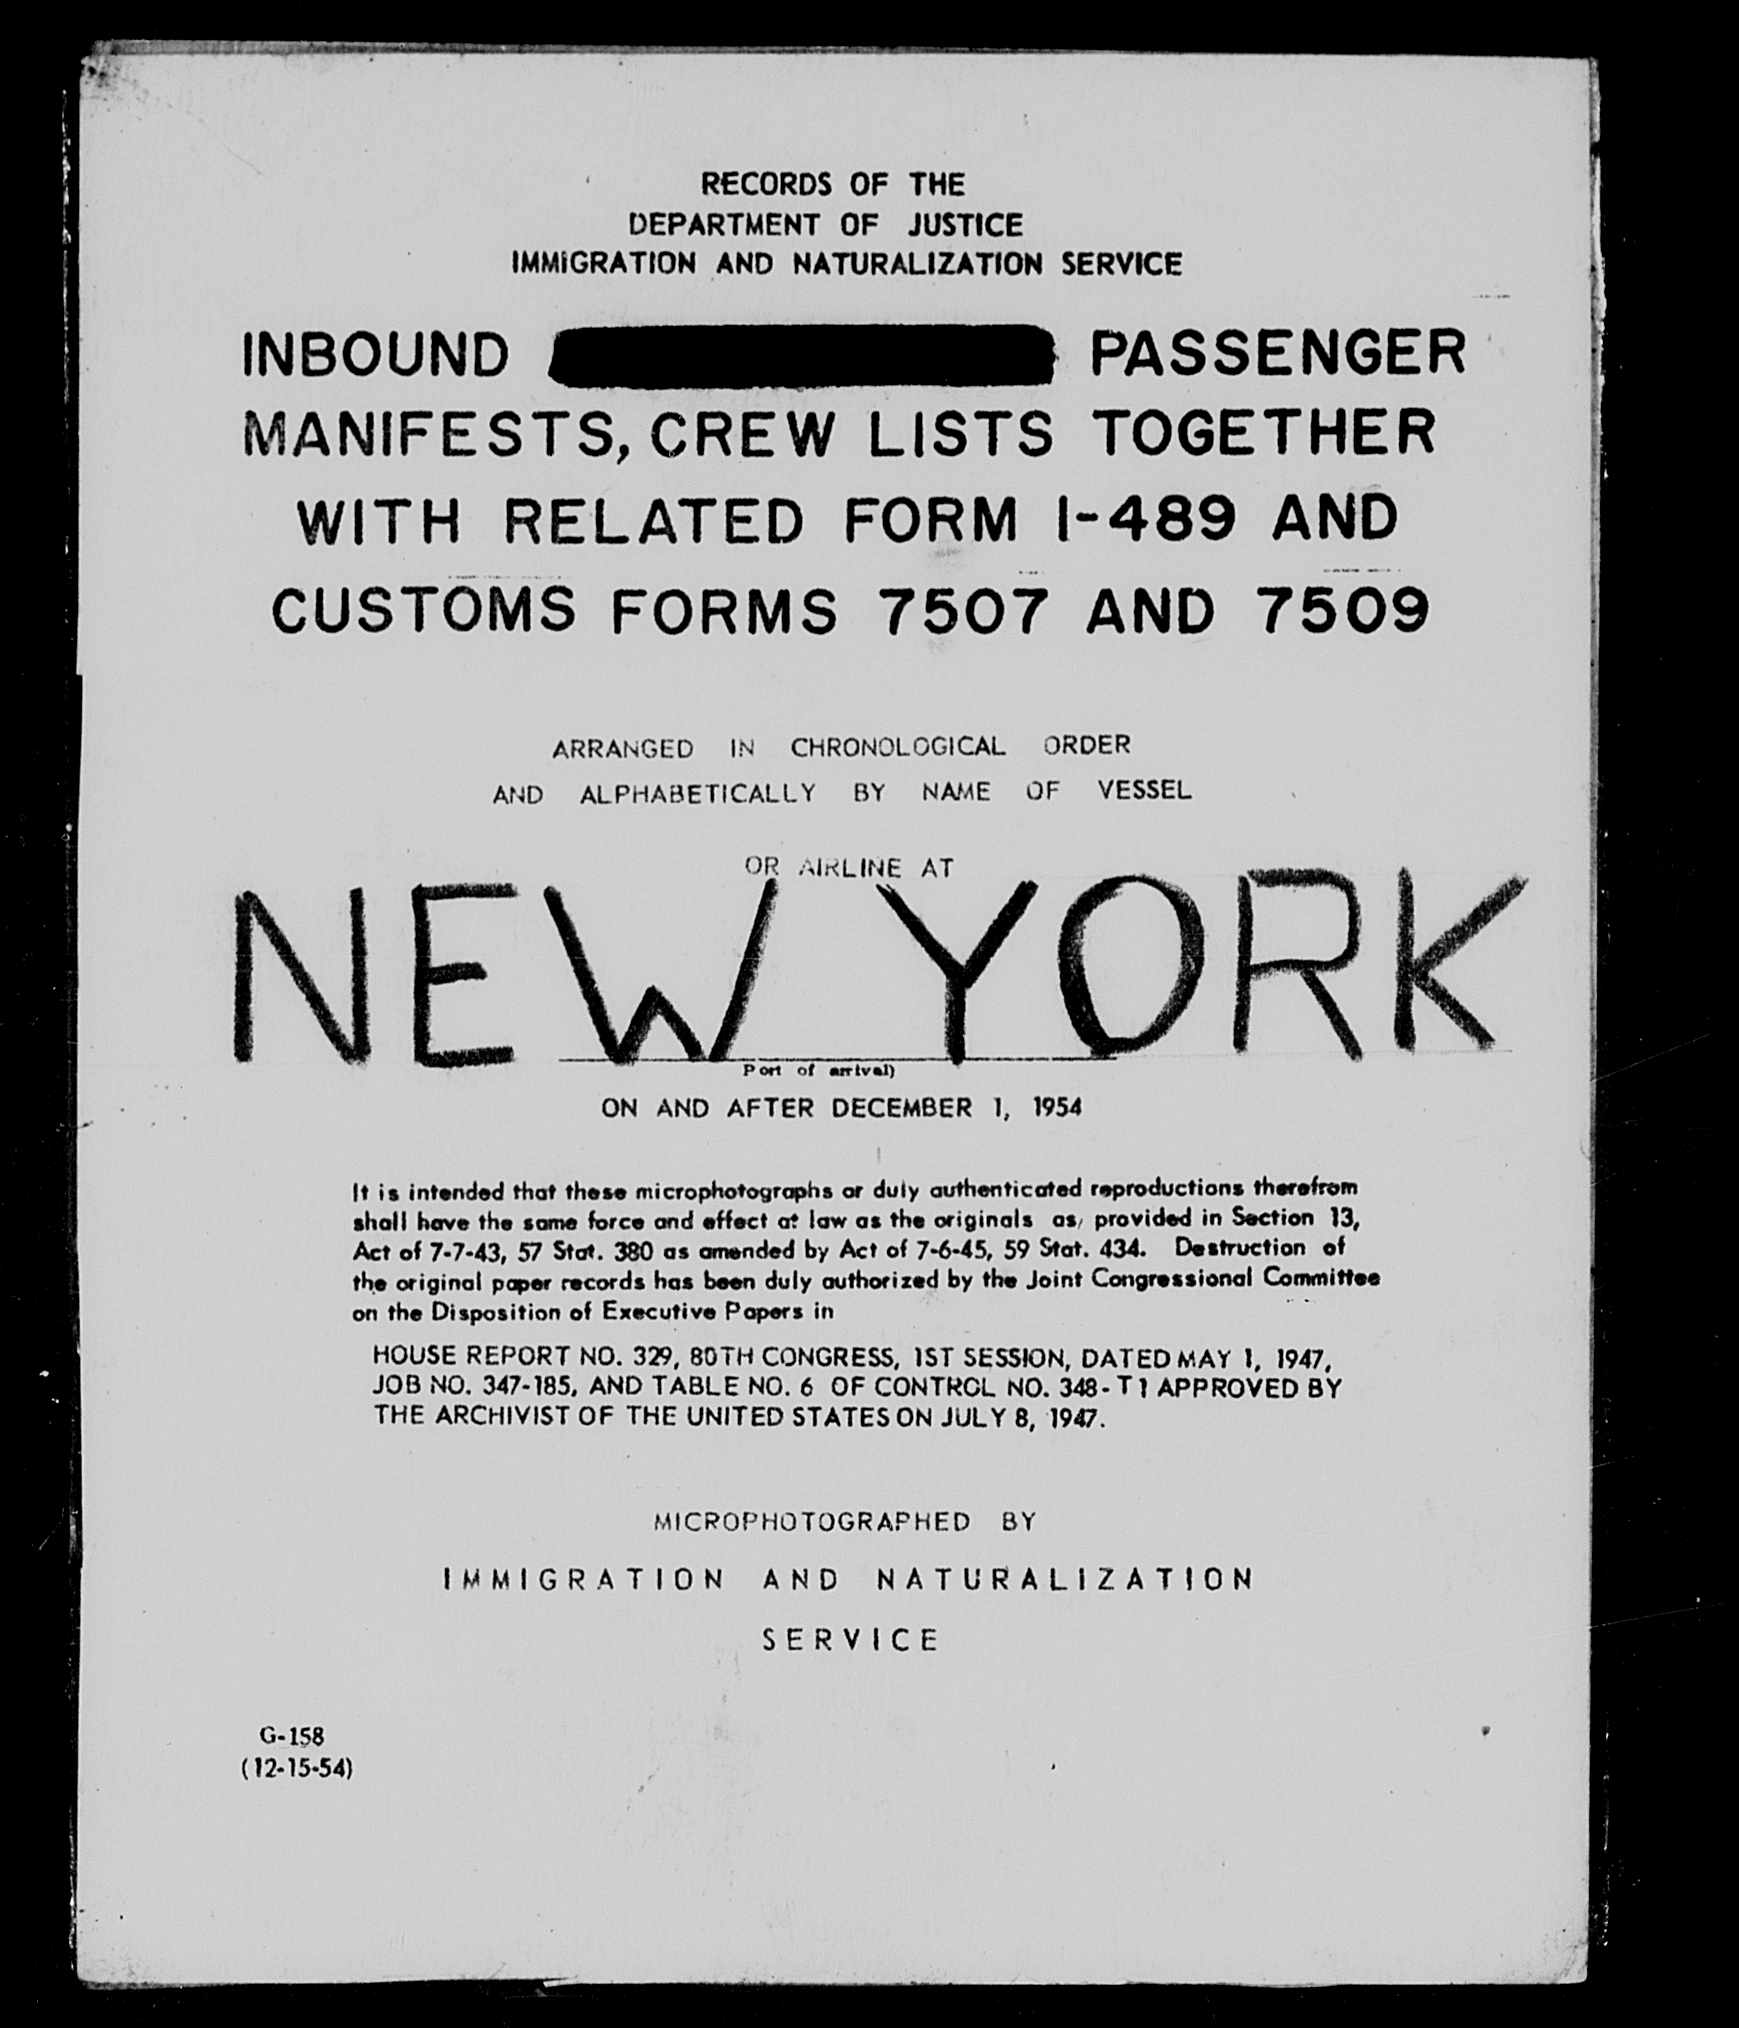 RECORDS OF THE
DEPARTMENT OF JUSTICE
IMMIGRATION AND NATURALIZATION SERVICE
INBOUND PASSENGER
MANIFESTS, CREW LISTS TOGETHER
WITH RELATED FORM I-489 AND
CUSTOMS FORMS 7507 AND 7509
ARRANGED IN CHRONOLOGICAL ORDER
AND ALPHABETICALLY BY NAME OF VESSEL
OR AIRLINE AT
NEW YORK
Port of arrival)
ON AND AFTER DECEMBER 1, 1954
It is intended that these microphotographs or duly authenticated reproductions therefrom
shall have the same force and effect at law as the originals as, provided in Section 13,
Act of 7-7-43, 57 Stat. 380 as amended by Act of 7-6-45, 59 Stat. 434. Destruction of
the original paper records has been duly authorized by the Joint Congressional Committee
on the Disposition of Executive Papers in
HOUSE REPORT NO. 329, 80TH CONGRESS, 1ST SESSION, DATED MAY 1, 1947,
JOB NO. 347-185, AND TABLE NO. 6 OF CONTROL NO. 348-T1 APPROVED BY
THE ARCHIVIST OF THE UNITED STATES ON JULY 8, 1947.
MICROPHOTOGRAPHED BY
IMMIGRATION AND NATURALIZATION
SERVICE
G-158
(12-15-54)